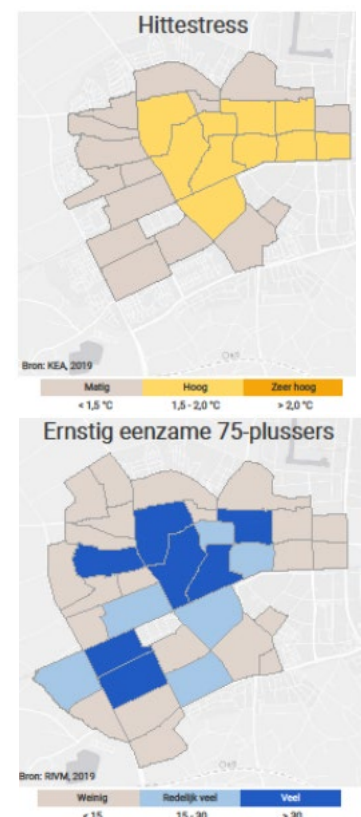 Hittestress
Bron: KEA, 2019
Matig Hoog Zeer hoog
< 1,5 °C 1,5 - 2,0 °C > 2,0 °C
Ernstig eenzame 75-plussers
Bron: RIVM, 2019
Weinig Redelijk veel Veel
< 15 15 - 30 > 30